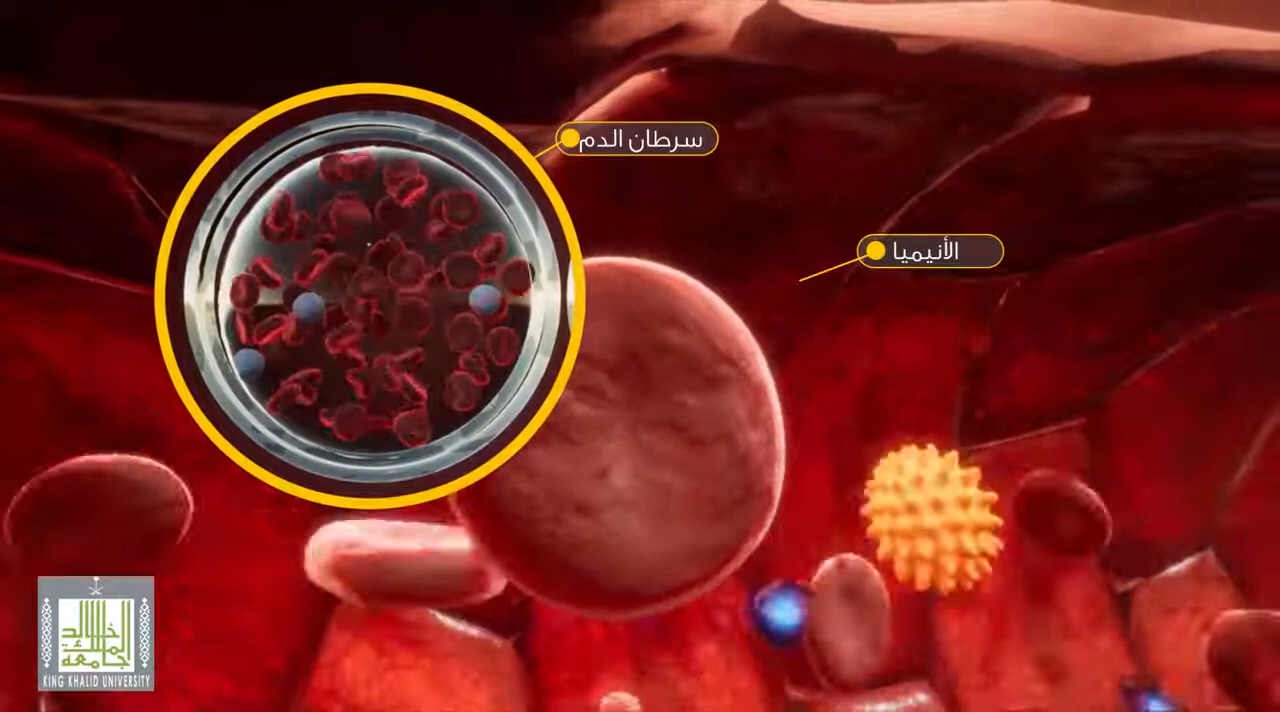 سرطان الدم
الأنيميا
جامعة
الملك
خالد
KING KHALID UNIVERSITY